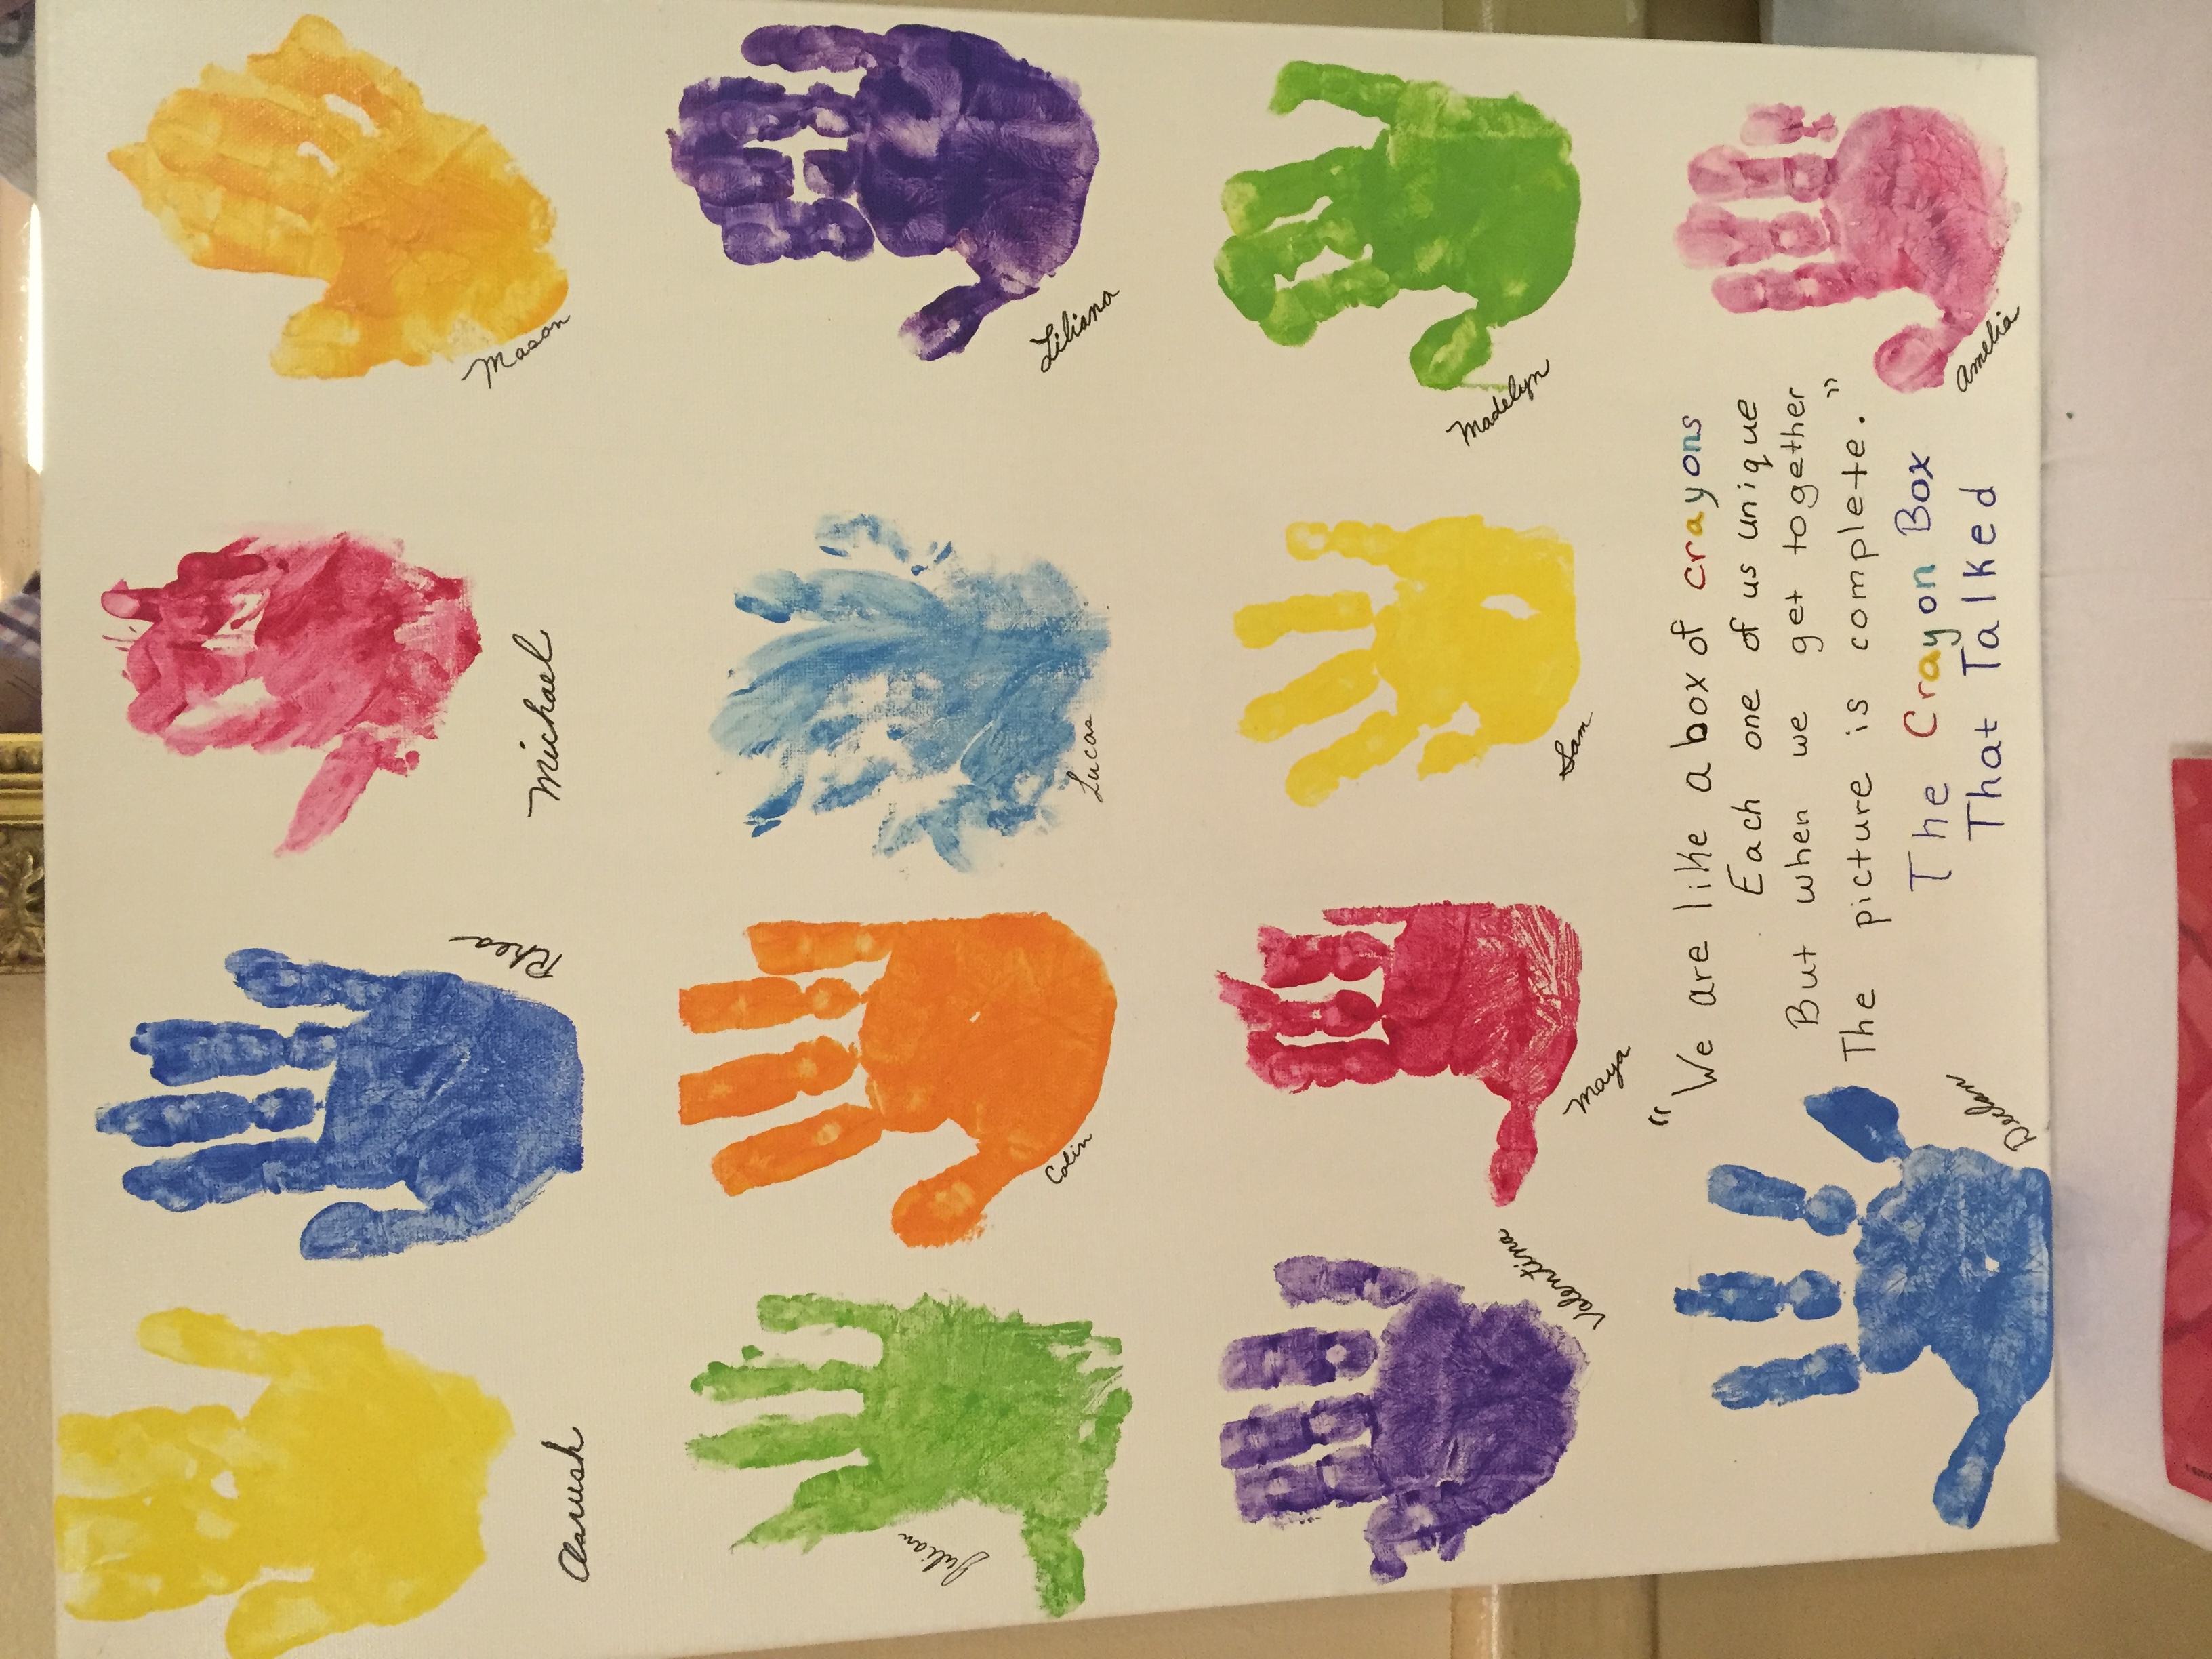 Aarush
Rhea
Michael
Mason
Julian
Colin
Lucas
Liliana
Valentina
Maya
Sam
Madelyn
"We are like a box of crayons
Each one of us unique
But when we get together
The picture is complete."
The Crayon Box
That Talked
Declan
Amelia